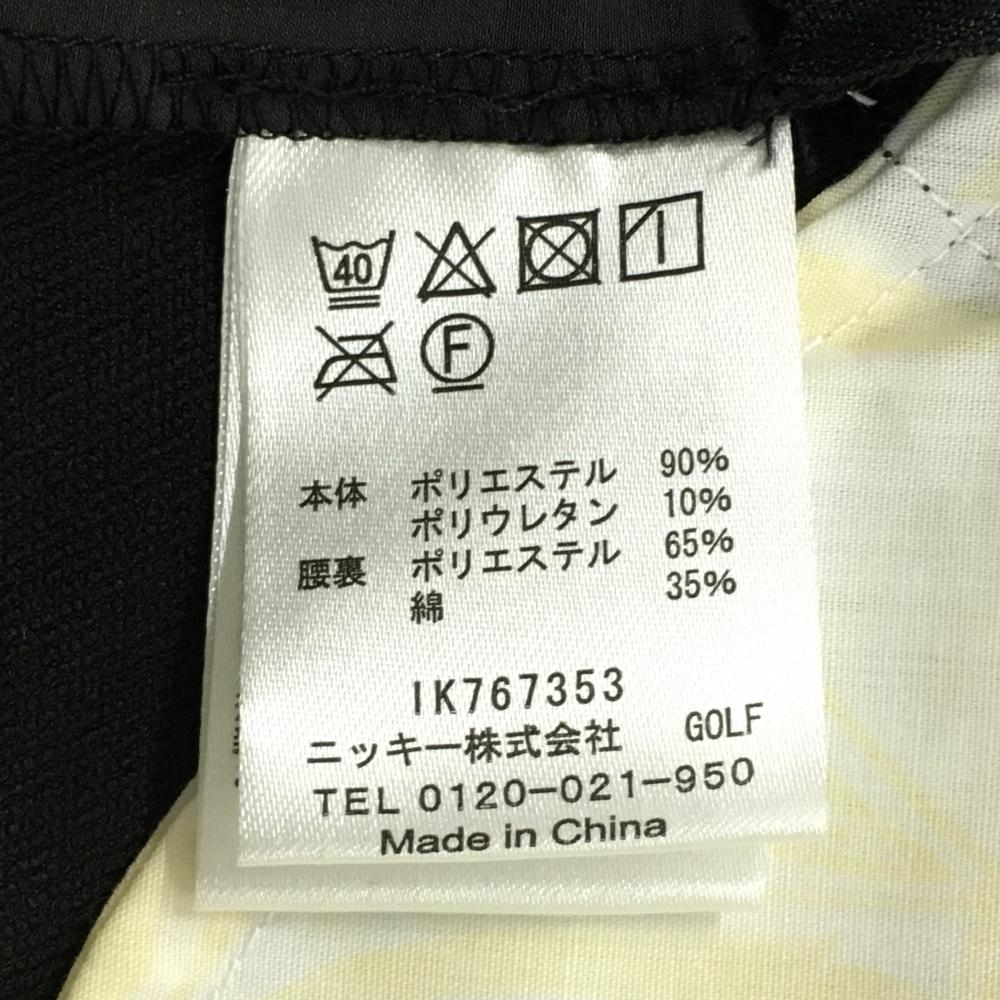 40
F
本体 ポリエステル 90%
ポリウレタン 10%
腰裏 ポリエステル 65%
綿 35%
IK767353
ニッキー株式会社 GOLF
TEL 0120-021-950
Made in China